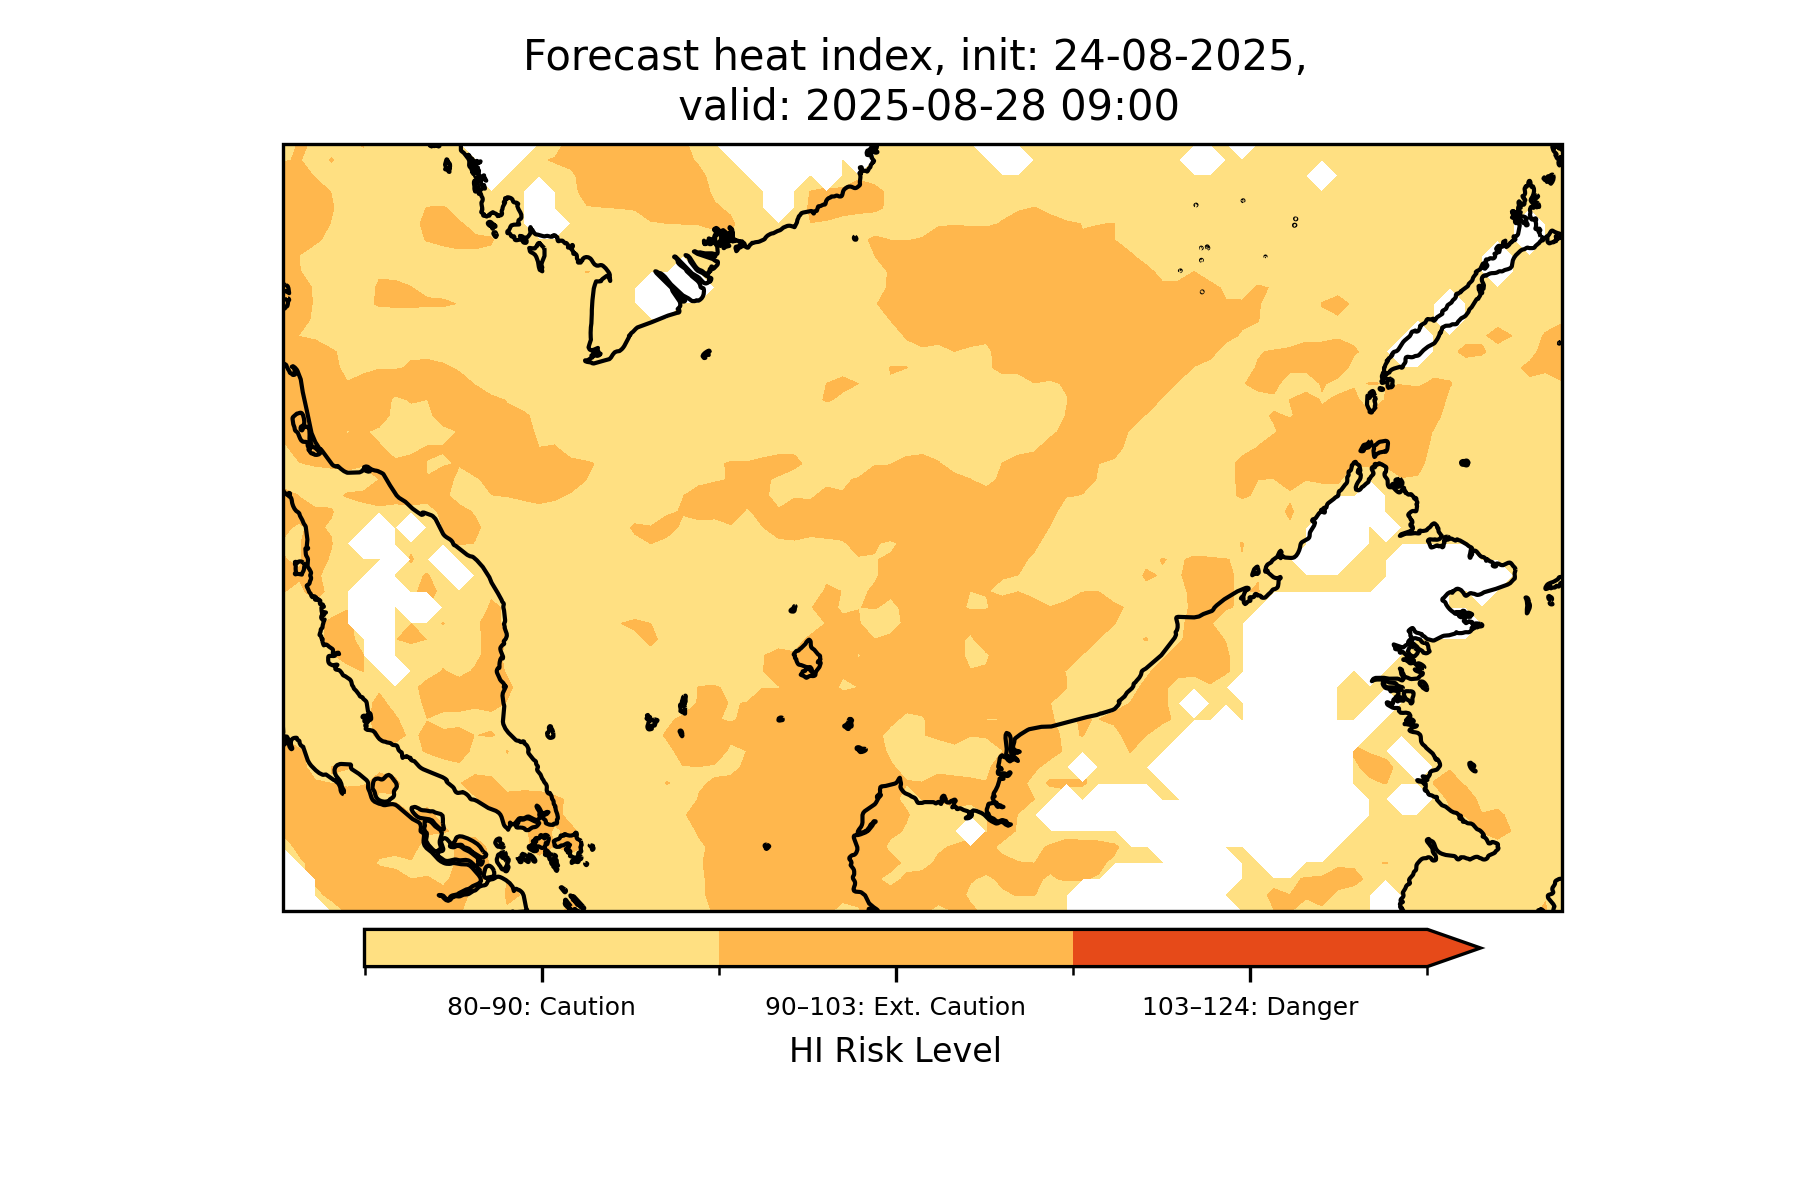 Forecast heat index, init: 24-08-2025,
valid: 2025-08-28 09:00
80–90: Caution
90–103: Ext. Caution
103–124: Danger
HI Risk Level